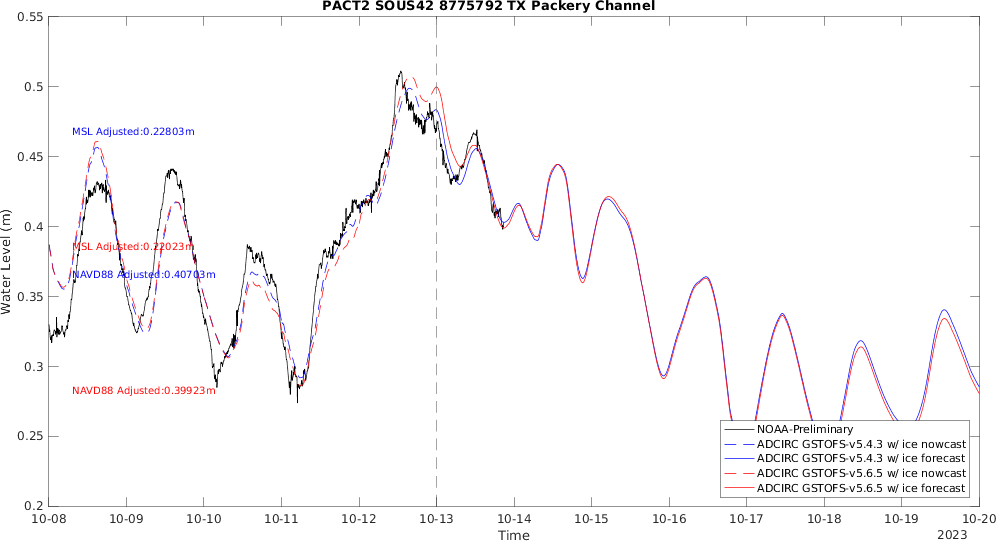 PACT2 SOUS42 8775792 TX Packery Channel
0.55
0.5
0.45
0.4
0.35
0.3
0.25
0.2
Water Level (m)
MSL Adjusted:0.22803m
MSL Adjusted:0.22023m
NAVD88 Adjusted:0.40703m
NAVD88 Adjusted:0.39923m
NOAA-Preliminary
ADCIRC GSTOFS-v5.4.3 w/ ice nowcast
ADCIRC GSTOFS-v5.4.3 w/ ice forecast
ADCIRC GSTOFS-v5.6.5 w/ ice nowcast
ADCIRC GSTOFS-v5.6.5 w/ ice forecast
10-08 10-09 10-10 10-11 10-12 10-13 10-14 10-15 10-16 10-17 10-18 10-19 10-20
Time
2023